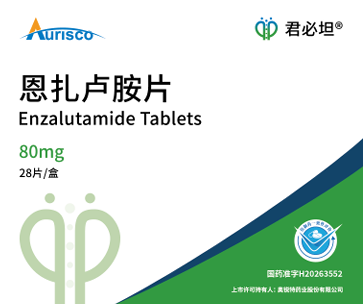 Aurisco
君必坦®
恩扎卢胺片
Enzalutamide Tablets
80mg
28片/盒
国药准字H20263552
上市许可持有人：奥锐特药业股份有限公司